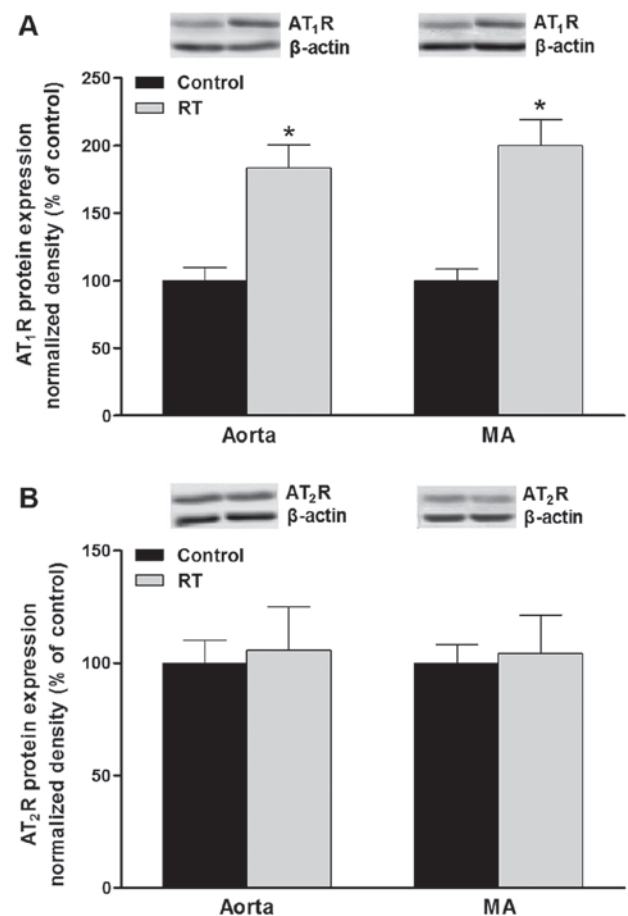 A
AT₁R
β-actin
AT₁R
β-actin
AT₁R protein expression
normalized density (% of control)
250
200
150
100
50
0
Control
RT
*
*
Aorta
MA
B
AT₂R
β-actin
AT₂R
β-actin
AT₂R protein expression
normalized density (% of control)
150
100
50
0
Control
RT
Aorta
MA